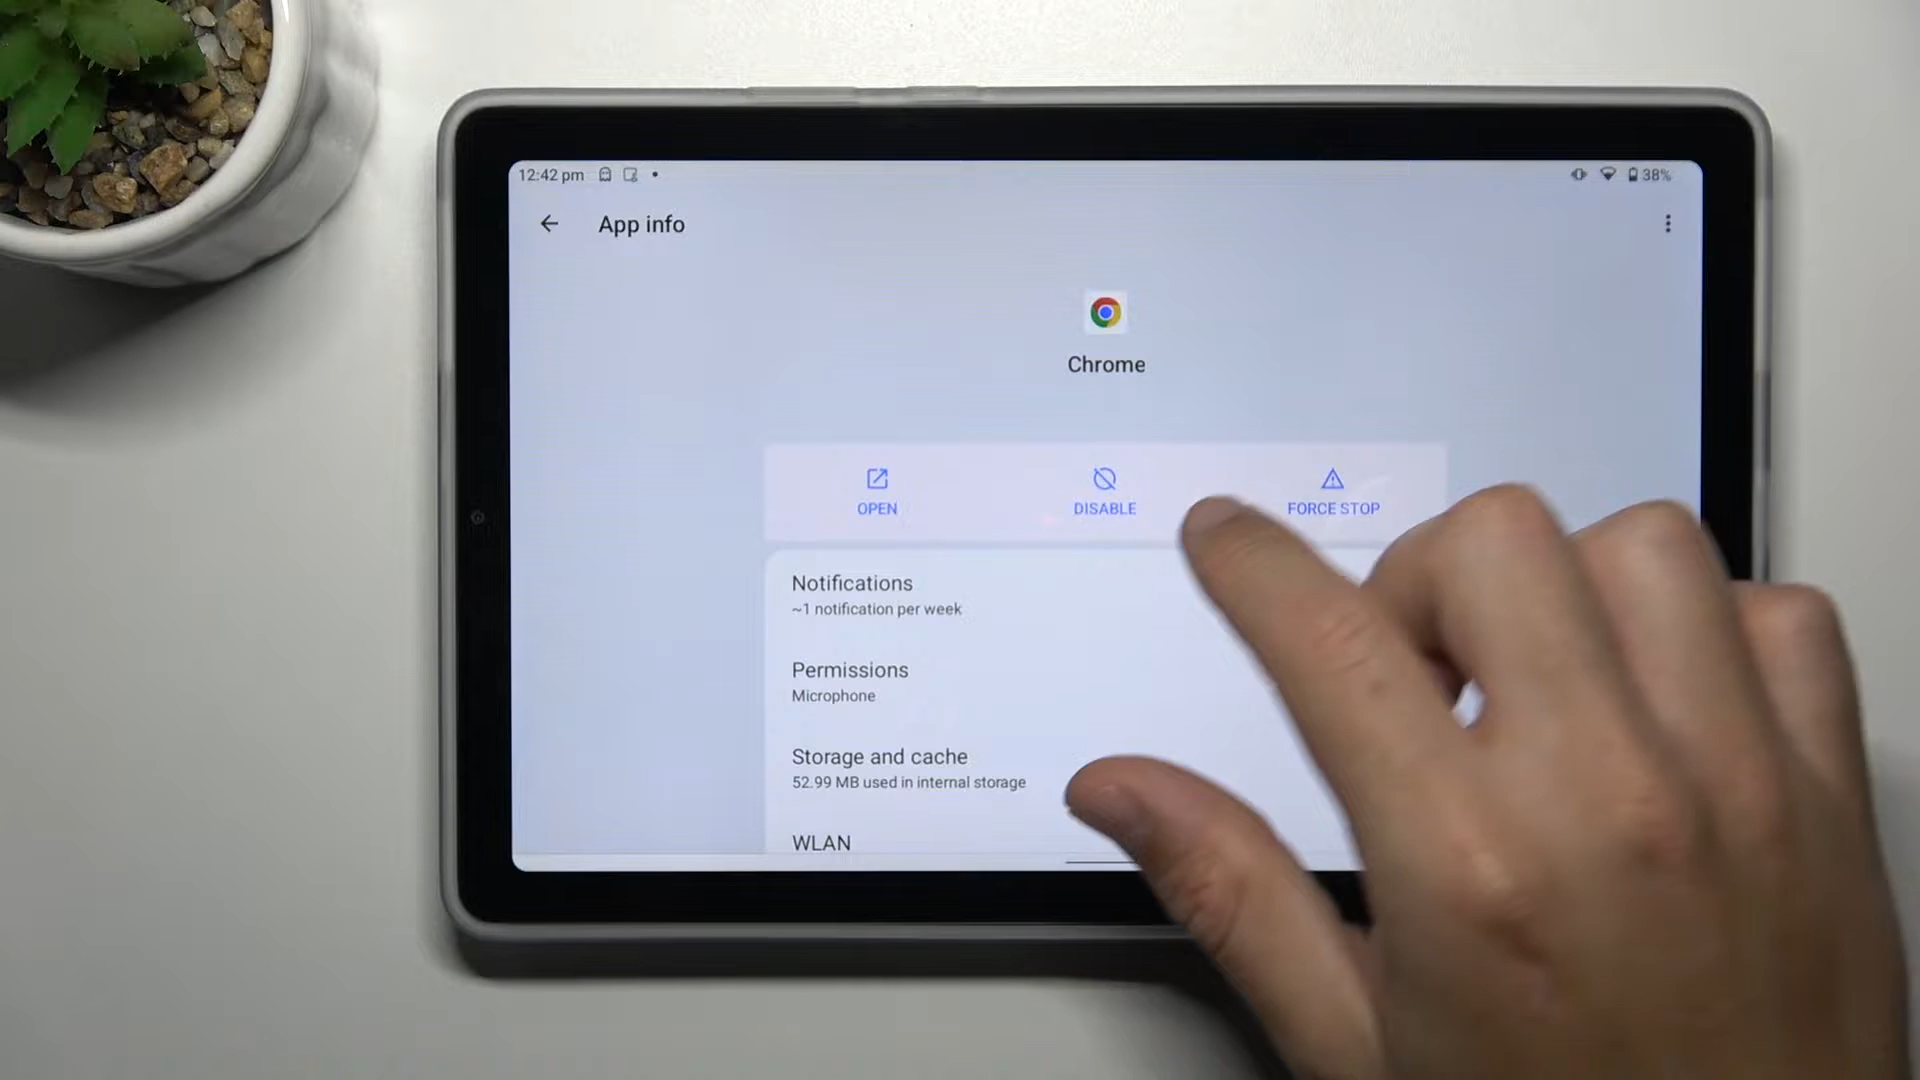 12:42 pm
38%
App info
Chrome
OPEN
DISABLE
FORCE STOP
Notifications
~1 notification per week
Permissions
Microphone
Storage and cache
52.99 MB used in internal storage
WLAN